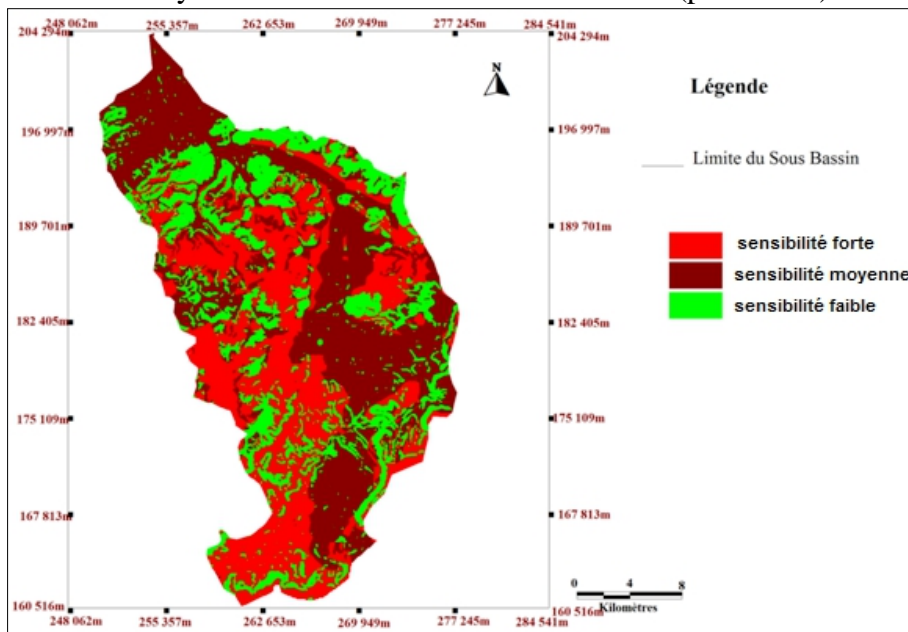 248 062m 255 357m 262 653m 269 949m 277 245m 284 541m
204 294m 204 294m
N
Légende
196 997m 196 997m
Limite du Sous Bassin
189 701m 189 701m
sensibilité forte
sensibilité moyenne
sensibilité faible
182 405m 182 405m
175 109m 175 109m
167 813m 167 813m
0 4 8
Kilomètres
160 516m 160 516m
248 062m 255 357m 262 653m 269 949m 277 245m 284 541m